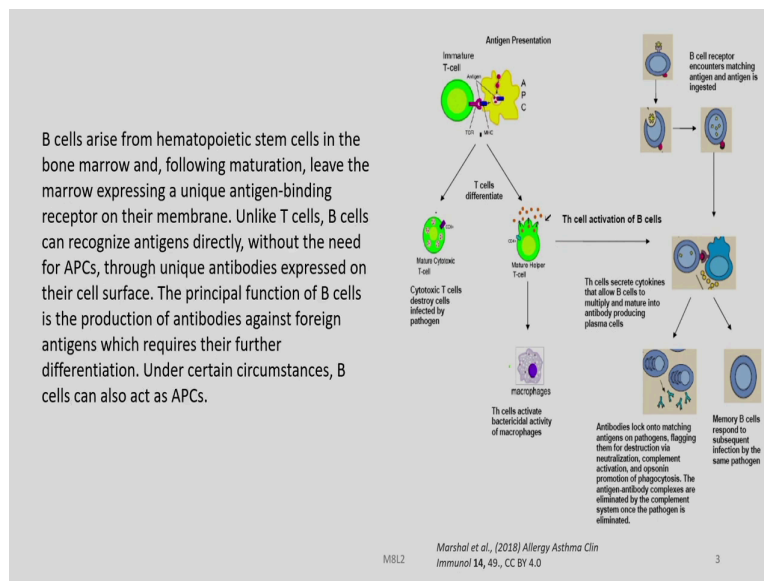 B cells arise from hematopoietic stem cells in the
bone marrow and, following maturation, leave the
marrow expressing a unique antigen-binding
receptor on their membrane. Unlike T cells, B cells
can recognize antigens directly, without the need
for APCs, through unique antibodies expressed on
their cell surface. The principal function of B cells
is the production of antibodies against foreign
antigens which requires their further
differentiation. Under certain circumstances, B
cells can also act as APCs.
Antigen Presentation
Immature
T-cell
Antigen
A
P
C
TCR
MHC
T cells
differentiate
CD8+
Mature Cytotoxic
T-cell
Cytotoxic T cells
destroy cells
infected by
pathogen
CD4+
Mature Helper
T-cell
macrophages
Th cells activate
bactericidal activity
of macrophages
B cell receptor
encounters matching
antigen and antigen is
ingested
Th cell activation of B cells
Th cells secrete cytokines
that allow B cells to
multiply and mature into
antibody producing
plasma cells
Antibodies lock onto matching
antigens on pathogens, flagging
them for destruction via
neutralization, complement
activation, and opsonin
promotion of phagocytosis. The
antigen-antibody complexes are
eliminated by the complement
system once the pathogen is
eliminated.
Memory B cells
respond to
subsequent
infection by the
same pathogen
M8L2
Marshal et al., (2018) Allergy Asthma Clin
Immunol 14, 49., CC BY 4.0
3